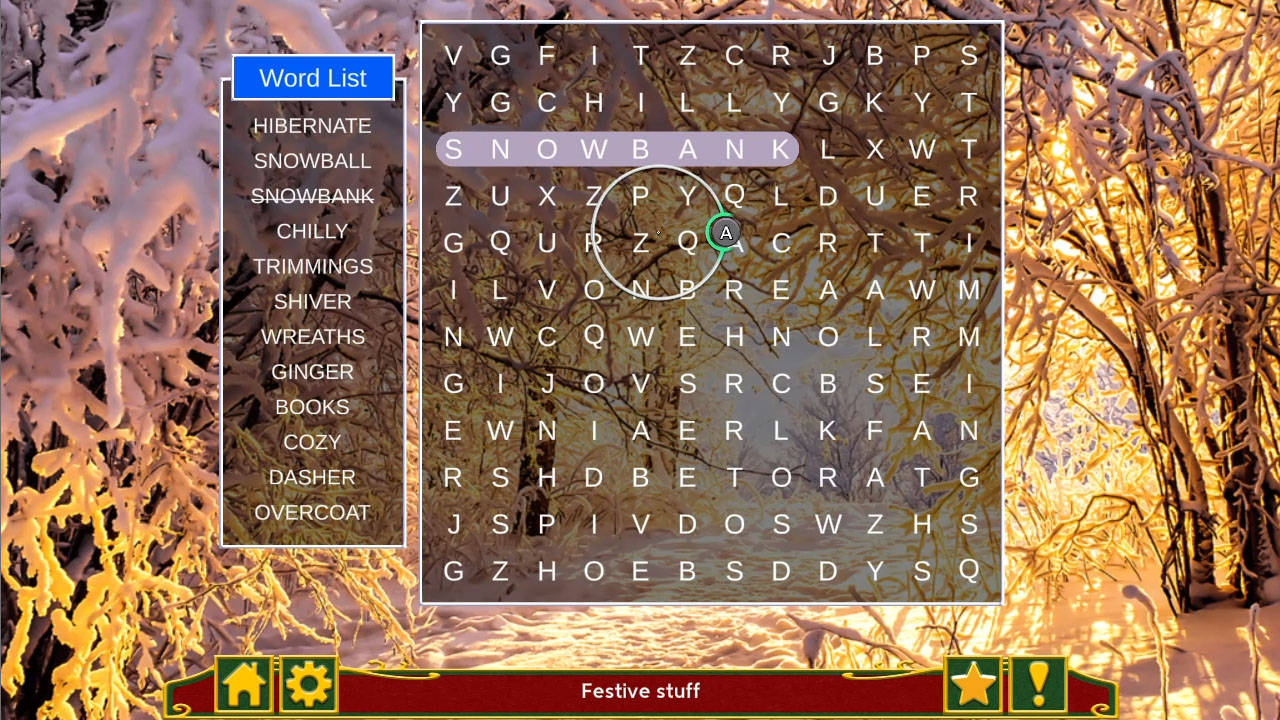 Word List
HIBERNATE
SNOWBALL
SNOWBANK
CHILLY
TRIMMINGS
SHIVER
WREATHS
GINGER
BOOKS
COZY
DASHER
OVERCOAT
V G F I T Z C R J B P S
Y G C H I L L Y G K Y T
S N O W B A N K L X W T
Z U X Z P Y Q L D U E R
G Q U R Z Q A C R T T I
I L V O N B R E A A W M
N W C Q W E H N O L R M
G I J O V S R C B S E I
E W N I A E R L K F A N
R S H D B E T O R A T G
J S P I V D O S W Z H S
G Z H O E B S D D Y S Q
A
Festive stuff